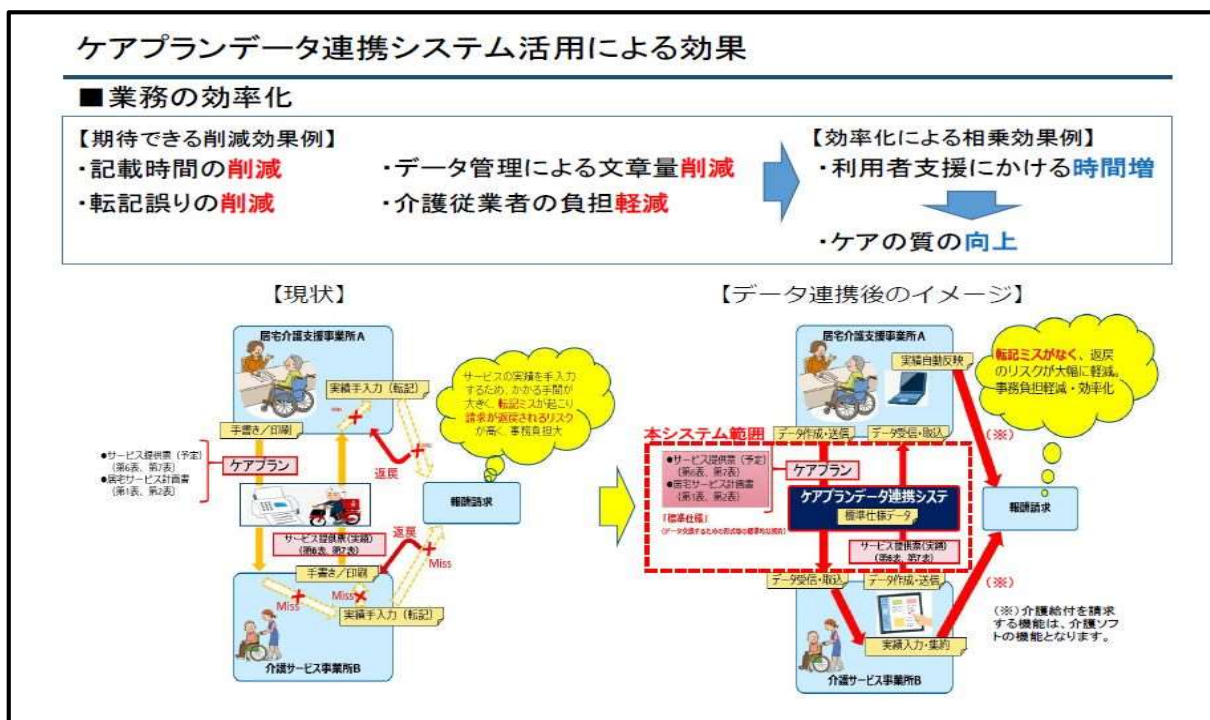 ケアプランデータ連携システム活用による効果
■業務の効率化
【期待できる削減効果例】
・記載時間の削減
・転記誤りの削減
・データ管理による文章量削減
・介護従業者の負担軽減
【効率化による相乗効果例】
・利用者支援にかける時間増
・ケアの質の向上
【現状】
居宅介護支援事業所A
実績手入力（転記）
手書き／印刷
サービスの実績を手入力
するため、かかる手間が
大きく、転記ミスが起こり
請求が返戻されるリスク
が高く、事務負担大
●サービス提供票（予定）
（第6表、第7表）
●居宅サービス計画書
（第1表、第2表）
ケアプラン
返戻
報酬請求
サービス提供票（実績）
（第6表、第7表）
返戻
Miss
手書き／印刷
Miss
Miss
実績手入力（転記）
介護サービス事業所B
【データ連携後のイメージ】
居宅介護支援事業所A
実績自動反映
転記ミスがなく、返戻
のリスクが大幅に軽減。
事務負担軽減・効率化
データ作成・送信
データ受信・取込
本システム範囲
（※）
●サービス提供票（予定）
（第6表、第7表）
●居宅サービス計画書
（第1表、第2表）
ケアプラン
ケアプランデータ連携システ
標準仕様データ
報酬請求
「標準仕様」
サービス提供票（実績）
（第6表、第7表）
データ受信・取込
データ作成・送信
（※）
実績入力・集約
介護サービス事業所B
（※）介護給付を請求
する機能は、介護ソフ
トの機能となります。